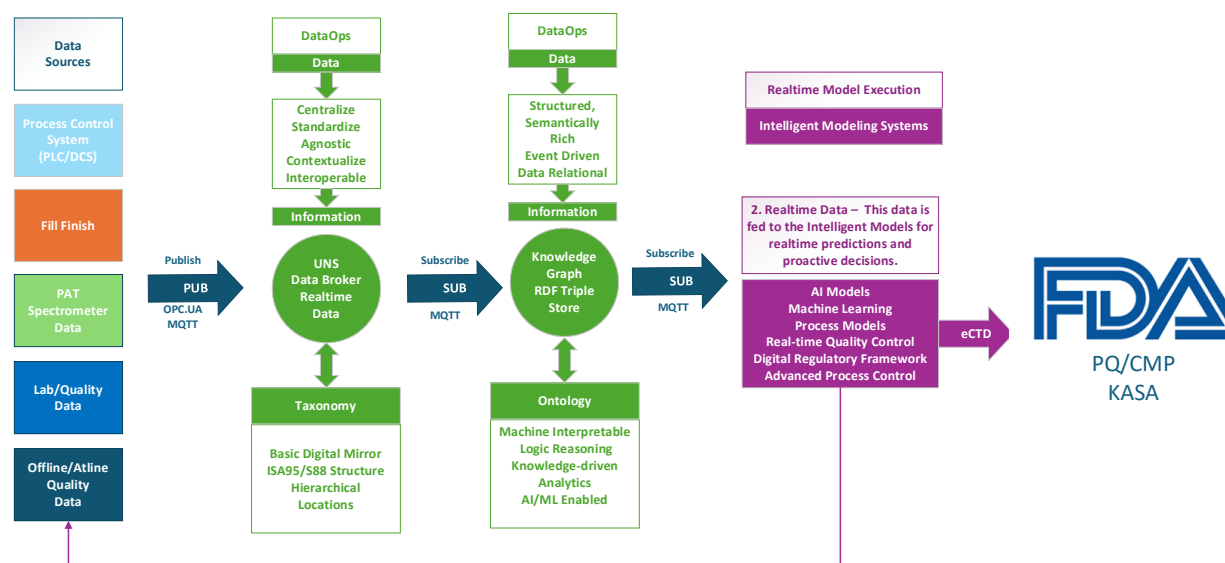 Data
Sources
Process Control
System
(PLC/DCS)
Fill Finish
PAT
Spectrometer
Data
Lab/Quality
Data
Offline/Atline
Quality
Data
Publish
PUB
OPC.UA
MQTT
DataOps
Data
Centralize
Standardize
Agnostic
Contextualize
Interoperable
Information
UNS
Data Broker
Realtime
Data
Taxonomy
Basic Digital Mirror
ISA95/S88 Structure
Hierarchical
Locations
Subscribe
SUB
MQTT
DataOps
Data
Structured,
Semantically
Rich
Event Driven
Data Relational
Information
Knowledge
Graph
RDF Triple
Store
Ontology
Machine Interpretable
Logic Reasoning
Knowledge-driven
Analytics
AI/ML Enabled
Subscribe
SUB
MQTT
Realtime Model Execution
Intelligent Modeling Systems
2. Realtime Data – This data is
fed to the Intelligent Models for
realtime predictions and
proactive decisions.
AI Models
Machine Learning
Process Models
Real-time Quality Control
Digital Regulatory Framework
Advanced Process Control
eCTD
FDA
PQ/CMP
KASA